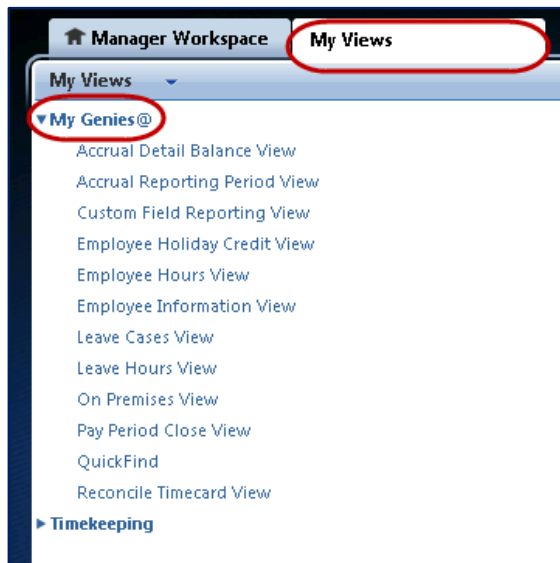 Manager Workspace
My Views
My Views
My Genies@
Accrual Detail Balance View
Accrual Reporting Period View
Custom Field Reporting View
Employee Holiday Credit View
Employee Hours View
Employee Information View
Leave Cases View
Leave Hours View
On Premises View
Pay Period Close View
QuickFind
Reconcile Timecard View
Timekeeping